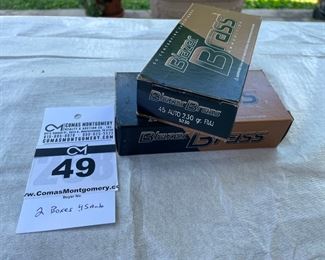 COMAS MONTGOMERY
REALTY & AUCTION CO., INC.
COMASMONTGOMERY.COM
49
www.ComasMontgomery.com
Buyer No.
2 Boxes 45 Auto
Blazer
Brass
Blazer Brass
45 AUTO 230 gr. FMJ
5230
Blazer Brass